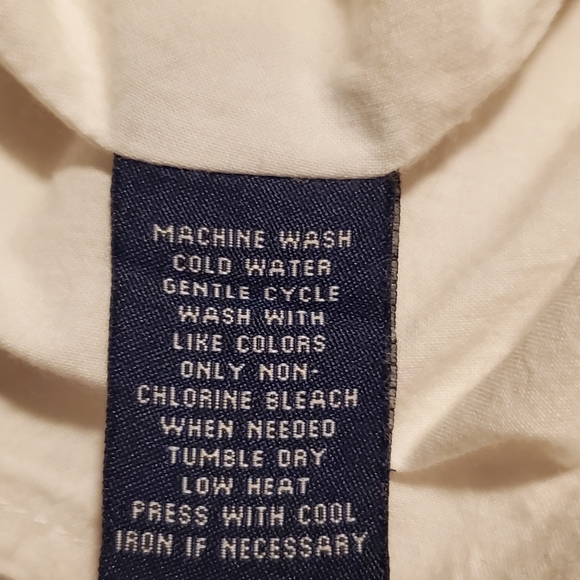 MACHINE WASH
COLD WATER
GENTLE CYCLE
WASH WITH
LIKE COLORS
ONLY NON-
CHLORINE BLEACH
WHEN NEEDED
TUMBLE DRY
LOW HEAT
PRESS WITH COOL
IRON IF NECESSARY